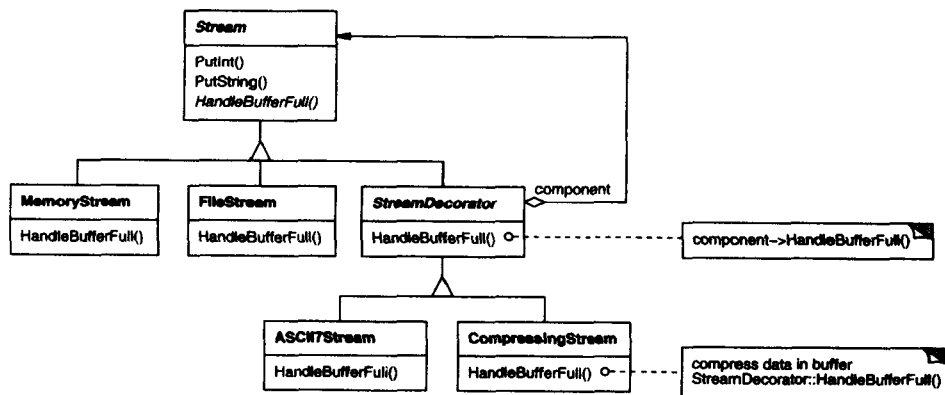 Stream
PutInt()
PutString()
HandleBufferFull()
component
MemoryStream
HandleBufferFull()
FileStream
HandleBufferFull()
StreamDecorator
HandleBufferFull()
component->HandleBufferFull()
ASCII7Stream
HandleBufferFull()
CompressingStream
HandleBufferFull()
compress data in buffer
StreamDecorator::HandleBufferFull()